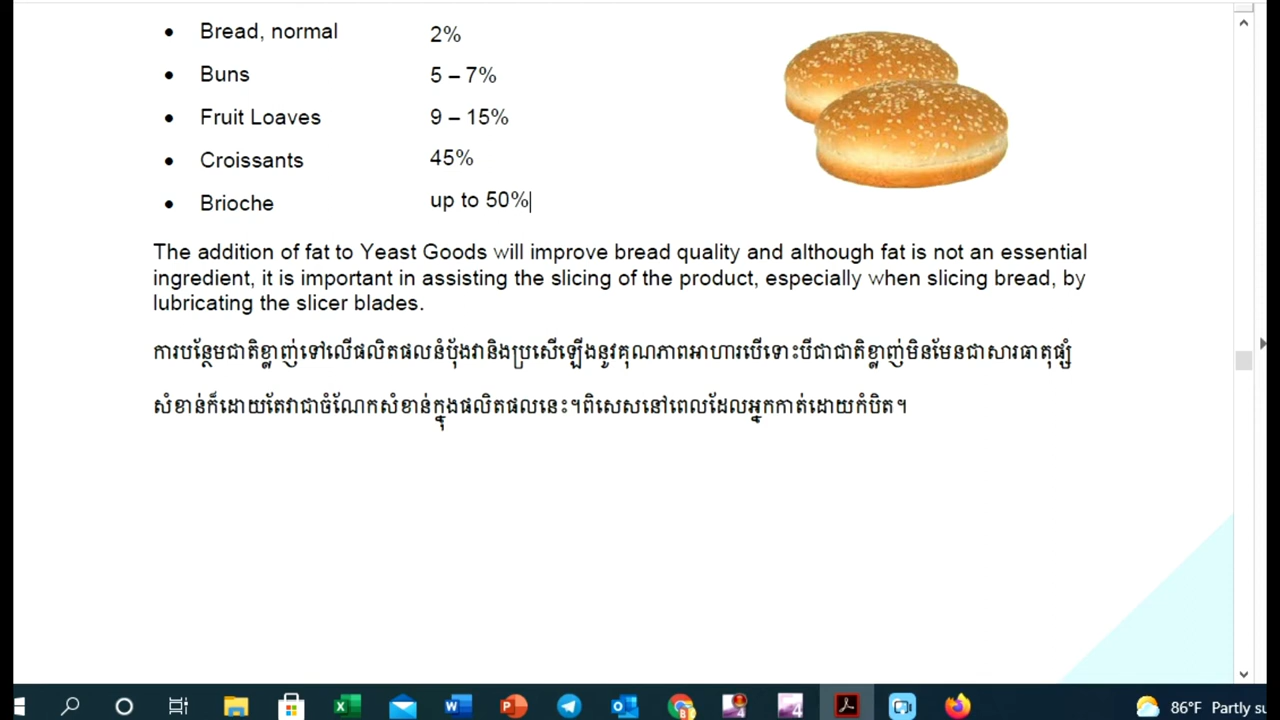 • Bread, normal 2%
• Buns 5 – 7%
• Fruit Loaves 9 – 15%
• Croissants 45%
• Brioche up to 50%
The addition of fat to Yeast Goods will improve bread quality and although fat is not an essential
ingredient, it is important in assisting the slicing of the product, especially when slicing bread, by
lubricating the slicer blades.
ការបន្ថែមជាតិខ្លាញ់ទៅលើផលិតផលនំប៉័ងវានិងប្រសើឡើងនូវគុណភាពអាហារបើទោះបីជាជាតិខ្លាញ់មិនមែនជាសារធាតុផ្សំ
សំខាន់ក៏ដោយតែវាជាចំណែកសំខាន់ក្នុងផលិតផលនេះ។ពិសេសនៅពេលដែលអ្នកកាត់ដោយកំបិត។
86°F Partly su